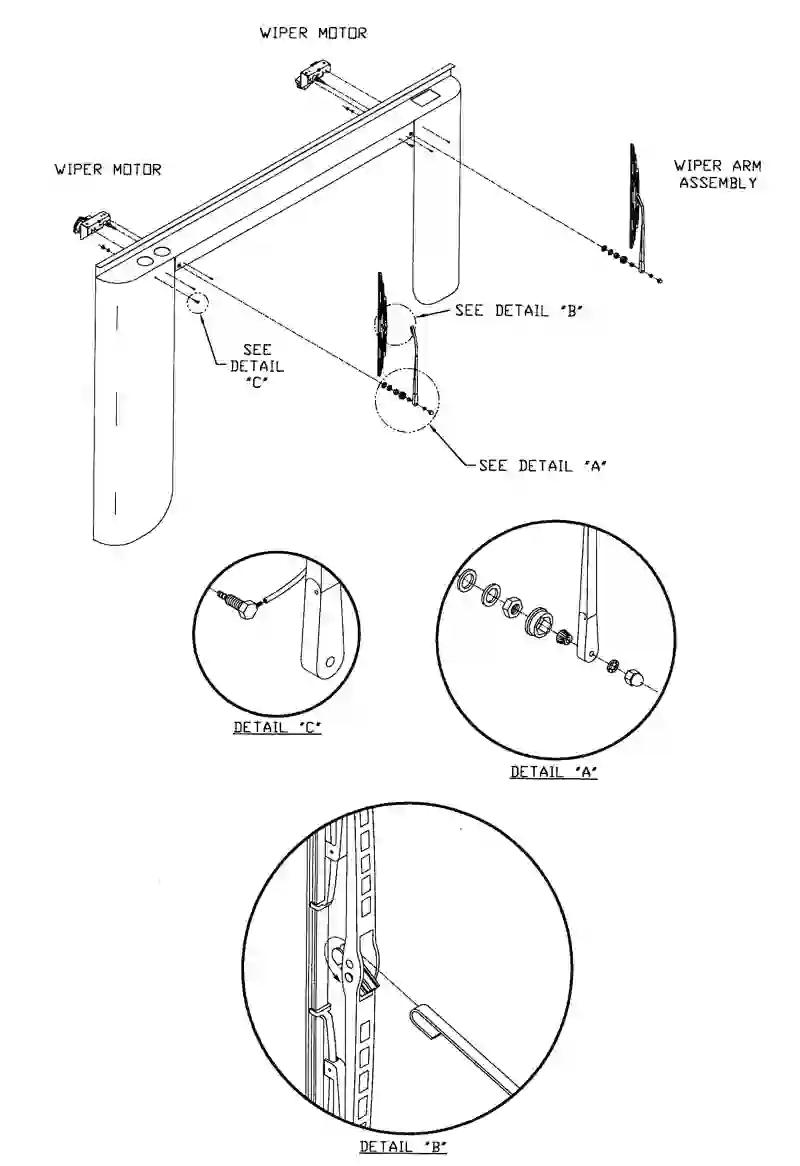 WIPER MOTOR
WIPER MOTOR
WIPER ARM
ASSEMBLY
SEE DETAIL "B"
SEE
DETAIL
"C"
SEE DETAIL "A"
DETAIL "C"
DETAIL "A"
DETAIL "B"